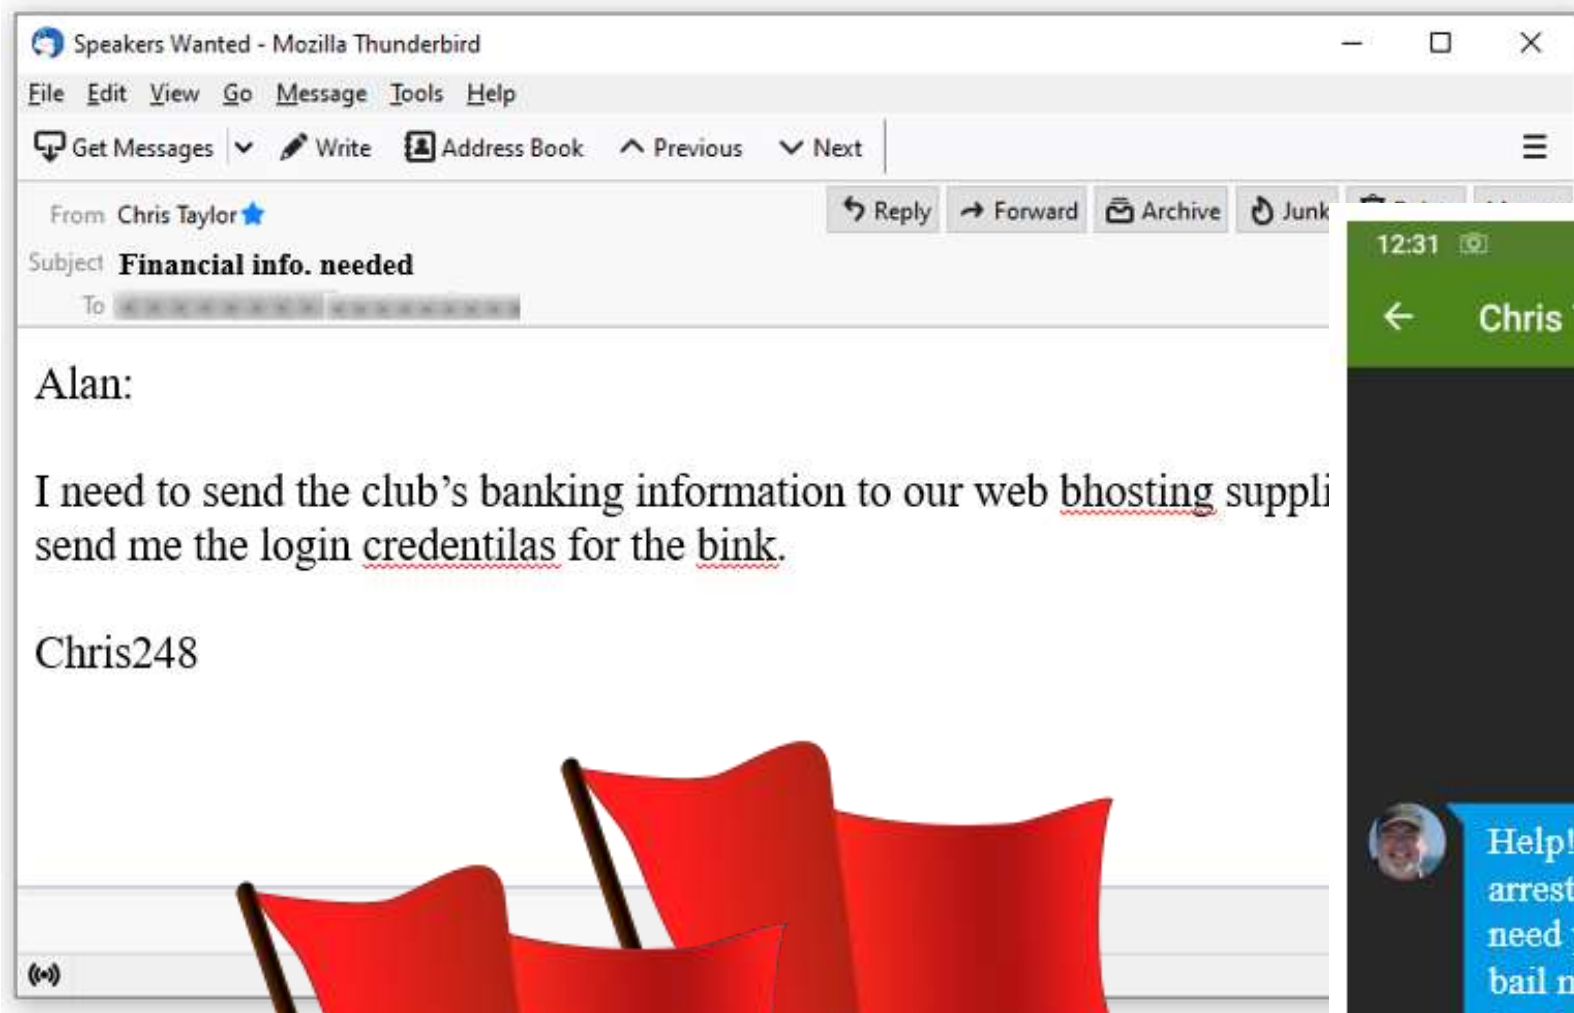 Speakers Wanted - Mozilla Thunderbird
File Edit View Go Message Tools Help
Get Messages Write Address Book Previous Next
From Chris Taylor Reply Forward Archive Junk
Subject Financial info. needed
To
12:31
Chris
Alan:
I need to send the club’s banking information to our web bhosting suppli
send me the login credentilas for the bink.
Chris248
Help!
arrest
need
bail